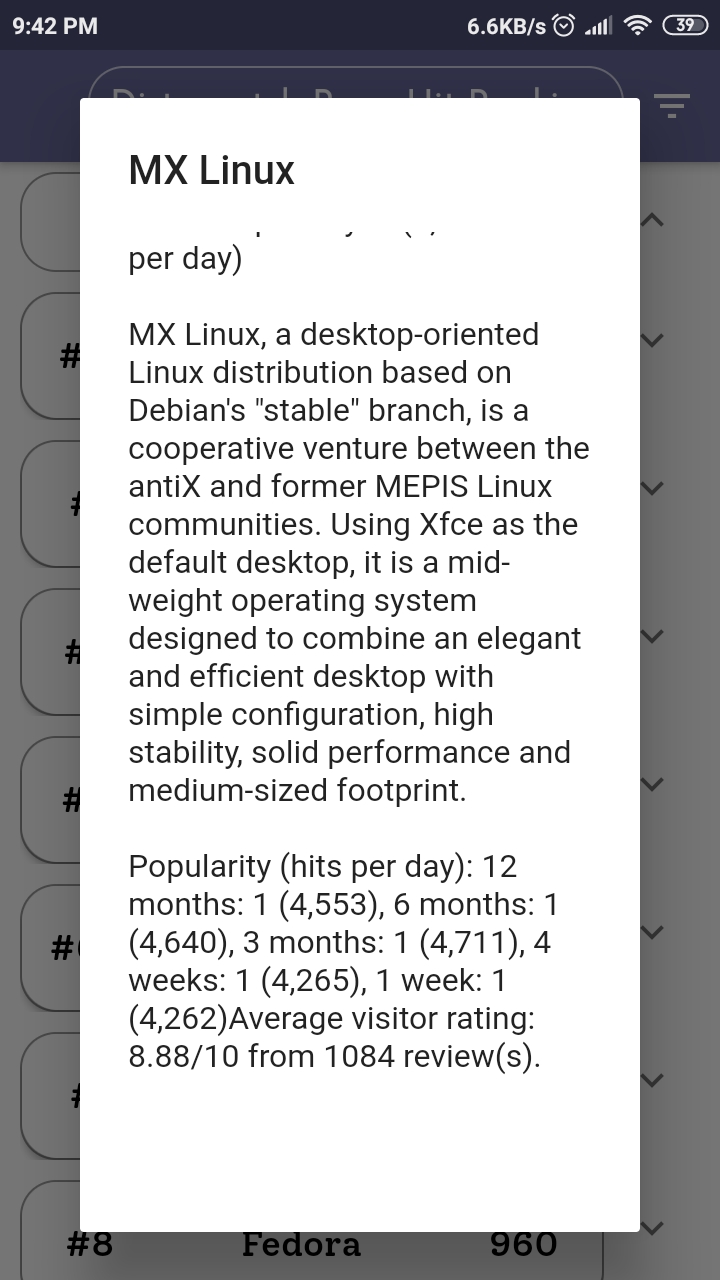 9:42 PM
6.6KB/s
39
MX Linux
per day)
MX Linux, a desktop-oriented
Linux distribution based on
Debian's "stable" branch, is a
cooperative venture between the
antiX and former MEPIS Linux
communities. Using Xfce as the
default desktop, it is a mid-
weight operating system
designed to combine an elegant
and efficient desktop with
simple configuration, high
stability, solid performance and
medium-sized footprint.
Popularity (hits per day): 12
months: 1 (4,553), 6 months: 1
(4,640), 3 months: 1 (4,711), 4
weeks: 1 (4,265), 1 week: 1
(4,262)Average visitor rating:
8.88/10 from 1084 review(s).
#8 Fedora 960